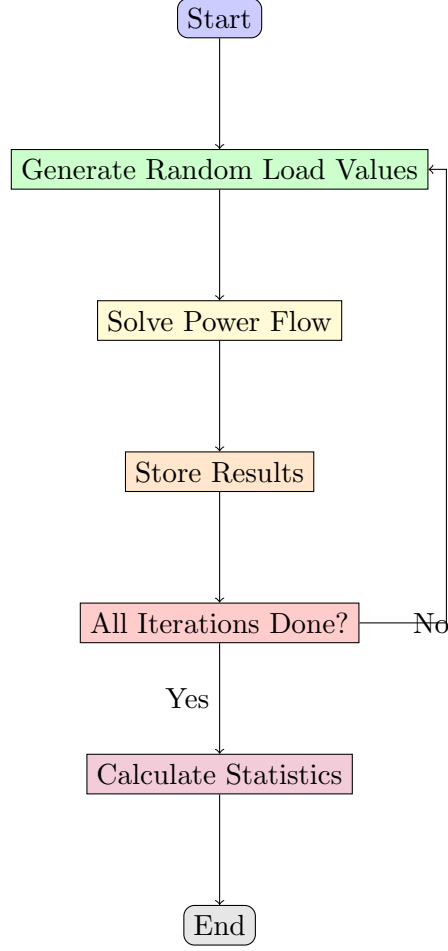 Start
Generate Random Load Values
Solve Power Flow
Store Results
All Iterations Done?
No
Yes
Calculate Statistics
End